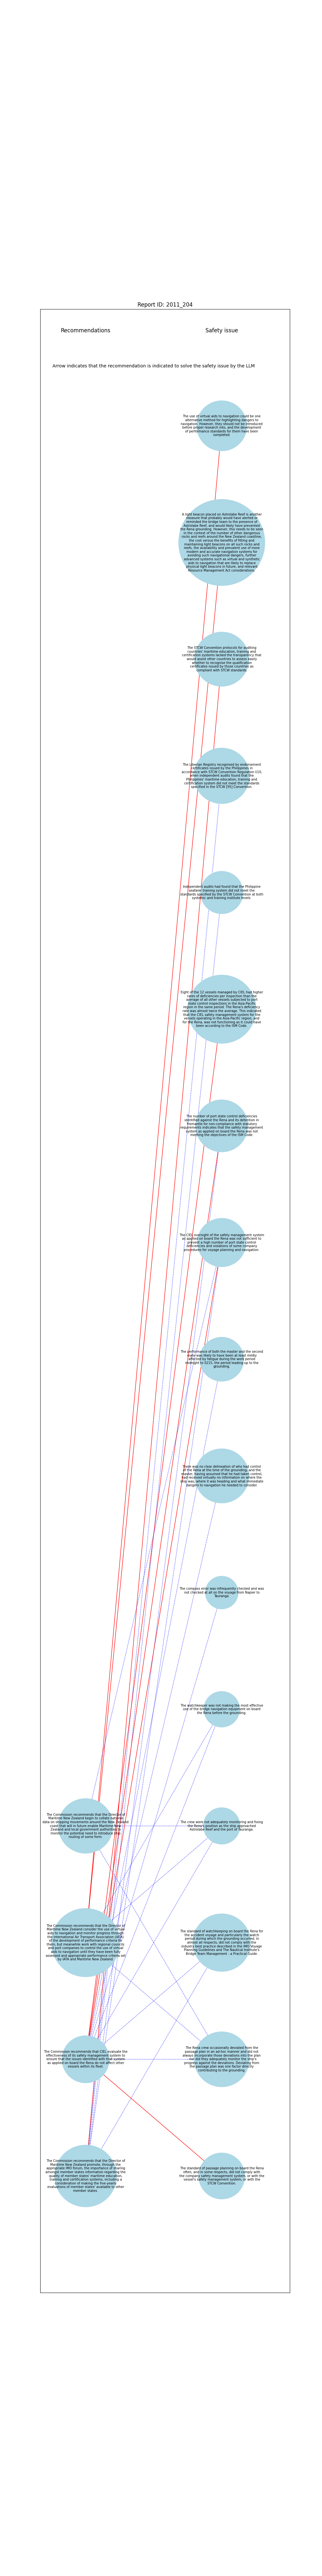 Report ID: 2011_204
Recommendations
Safety issue
Arrow indicates that the recommendation is indicated to solve the safety issue by the LLM
The use of virtual aids to navigation could be one
alternative method for highlighting dangers to
navigation. However, they should not be introduced
before proper research into, and the development
of performance standards for them have been
completed.
A light beacon placed on Astrolabe Reef is another
measure that probably would have alerted or
reminded the bridge team to the presence of
Astrolabe Reef, and would likely have prevented
the Rena grounding. However, this needs to be seen
in the context of the number of other dangerous
rocks and reefs around the New Zealand coastline,
the cost versus the benefits of fitting and
maintaining light beacons on all such rocks and
reefs, the availability and prevalent use of more
modern and accurate navigation systems for
avoiding such navigational dangers, further
advanced systems such as virtual and synthetic
aids to navigation that are likely to replace
physical light beacons in future, and relevant
Resource Management Act considerations
The STCW Convention protocols for auditing
countries' maritime education, training and
certification systems lacked the transparency that
would assist other countries to assess easily
whether to recognise the qualification
certificates issued by those countries as
compliant with STCW standards
The Liberian Registry recognised by endorsement
certificates issued by the Philippines in
accordance with STCW Convention Regulation I/10,
when independent audits found that the
Philippines' maritime education, training and
certification system did not meet the standards
specified in the STCW [95] Convention.
Independent audits had found that the Philippine
seafarer training system did not meet the
standards specified by the STCW Convention at both
systemic and training institute levels
Eight of the 12 vessels managed by CIEL had higher
rates of deficiencies per inspection than the
average of all other vessels subjected to port
state control inspections in the Asia-Pacific
region in the same period. The Rena's deficiency
rate was almost twice the average. This indicated
that the CIEL safety management system for the
vessels operating in the Asia-Pacific region, and
for the Rena, was not functioning as it could have
been according to the ISM Code.
The number of port state control deficiencies
identified against the Rena and its detention in
Fremantle for non-compliance with statutory
requirements indicates that the safety management
system as applied on board the Rena was not
meeting the objectives of the ISM Code.
The CIEL oversight of the safety management system
as applied on board the Rena was not sufficient to
prevent a high number of port state control
deficiencies and violations of some company
procedures for voyage planning and navigation.
The performance of both the master and the second
mate was likely to have been at least mildly
affected by fatigue during the work period
midnight to 0215, the period leading up to the
grounding.
There was no clear delineation of who had control
of the Rena at the time of the grounding, and the
master, having assumed that he had taken control,
had received virtually no information on where the
ship was, where it was heading and what immediate
dangers to navigation he needed to consider.
The compass error was infrequently checked and was
not checked at all on the voyage from Napier to
Tauranga.
The watchkeeper was not making the most effective
use of the bridge navigation equipment on board
the Rena before the grounding.
The Commission recommends that the Director of
Maritime New Zealand begin to collate suitable
data on shipping movements around the New Zealand
coast that will in future enable Maritime New
Zealand and local government authorities to
monitor the potential need to introduce ship
routing of some form.
The crew were not adequately monitoring and fixing
the Rena's position as the ship approached
Astrolabe Reef and the port of Tauranga.
The Commission recommends that the Director of
Maritime New Zealand consider the use of virtual
aids to navigation and monitor progress through
the International Air Transport Association (IATA)
of the development of performance criteria on
them, but meanwhile work with regional councils
and port companies to control the use of virtual
aids to navigation until they have been fully
assessed and appropriate performance criteria set
by IATA and Maritime New Zealand.
The standard of watchkeeping on board the Rena for
the accident voyage and particularly the watch
period during which the grounding occurred, in
almost all respects, did not comply with the
industry best practice described in the IMO Voyage
Planning Guidelines and The Nautical Institute's
Bridge Team Management - a Practical Guide.
The Commission recommends that CIEL evaluate the
effectiveness of its safety management system to
ensure that the issues identified with that system
as applied on board the Rena do not affect other
vessels within its fleet.
The Rena crew occasionally deviated from the
passage plan in an ad-hoc manner and did not
always incorporate those deviations into the plan
nor did they adequately monitor the ship's
progress against the deviations. Deviating from
the passage plan was one factor directly
contributing to the grounding.
The Commission recommends that the Director of
Maritime New Zealand promote, through the
appropriate IMO forum, the importance of sharing
amongst member states information regarding the
quality of member states' maritime education,
training and certification systems, including a
consideration of making the five-yearly
evaluations of member states' available to other
member states.
The standard of passage planning on board the Rena
often, and in some respects, did not comply with
the company safety management system, or with the
vessel's safety management system, or with the
STCW Convention.